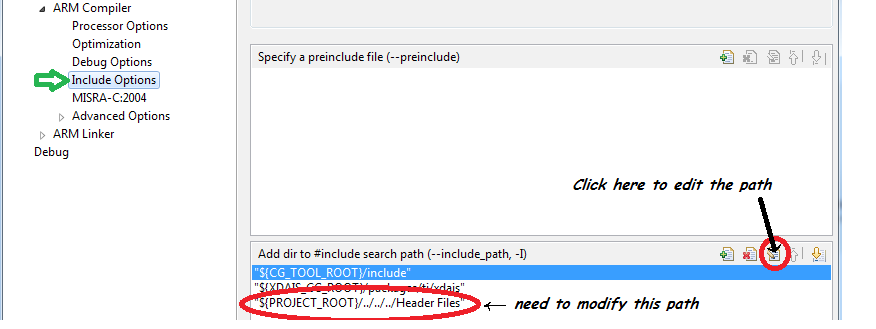 ARM Compiler
Processor Options
Optimization
Debug Options
Include Options
MISRA-C:2004
Advanced Options
ARM Linker
Debug
Specify a preinclude file (--preinclude)
Click here to edit the path
Add dir to #include search path (--include_path, -I)
"${CG_TOOL_ROOT}/include"
"${XDAIS_CG_ROOT}/packages/ti/xdais"
"${PROJECT_ROOT}/../../../Header Files"
need to modify this path